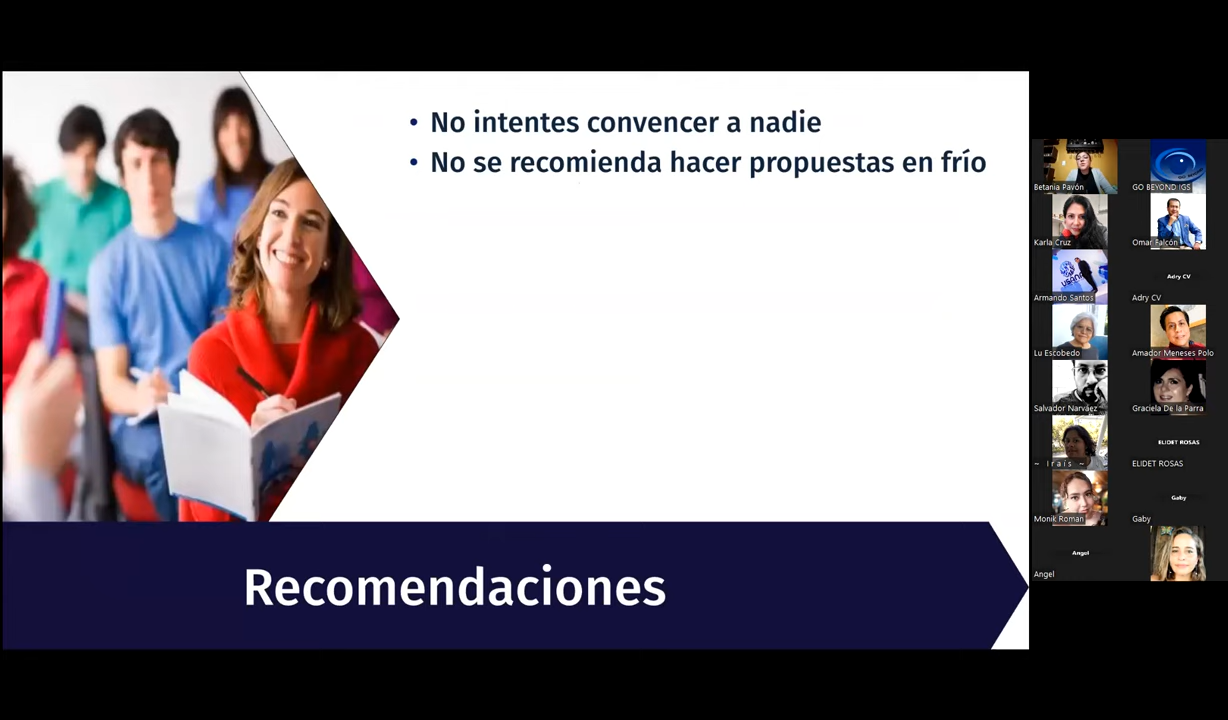 No intentes convencer a nadie
No se recomienda hacer propuestas en frío
Recomendaciones
Betania Pavón
GO BEYOND IGS
Karla Cruz
Omar Falcón
Armando Santos
Adry CV
Adry CV
Lu Escobedo
Amador Meneses Polo
Salvador Narváez
Graciela De la Parra
~ I r a í s ~
ELIDET ROSAS
ELIDET ROSAS
Monik Roman
Gaby
Gaby
Angel
Angel